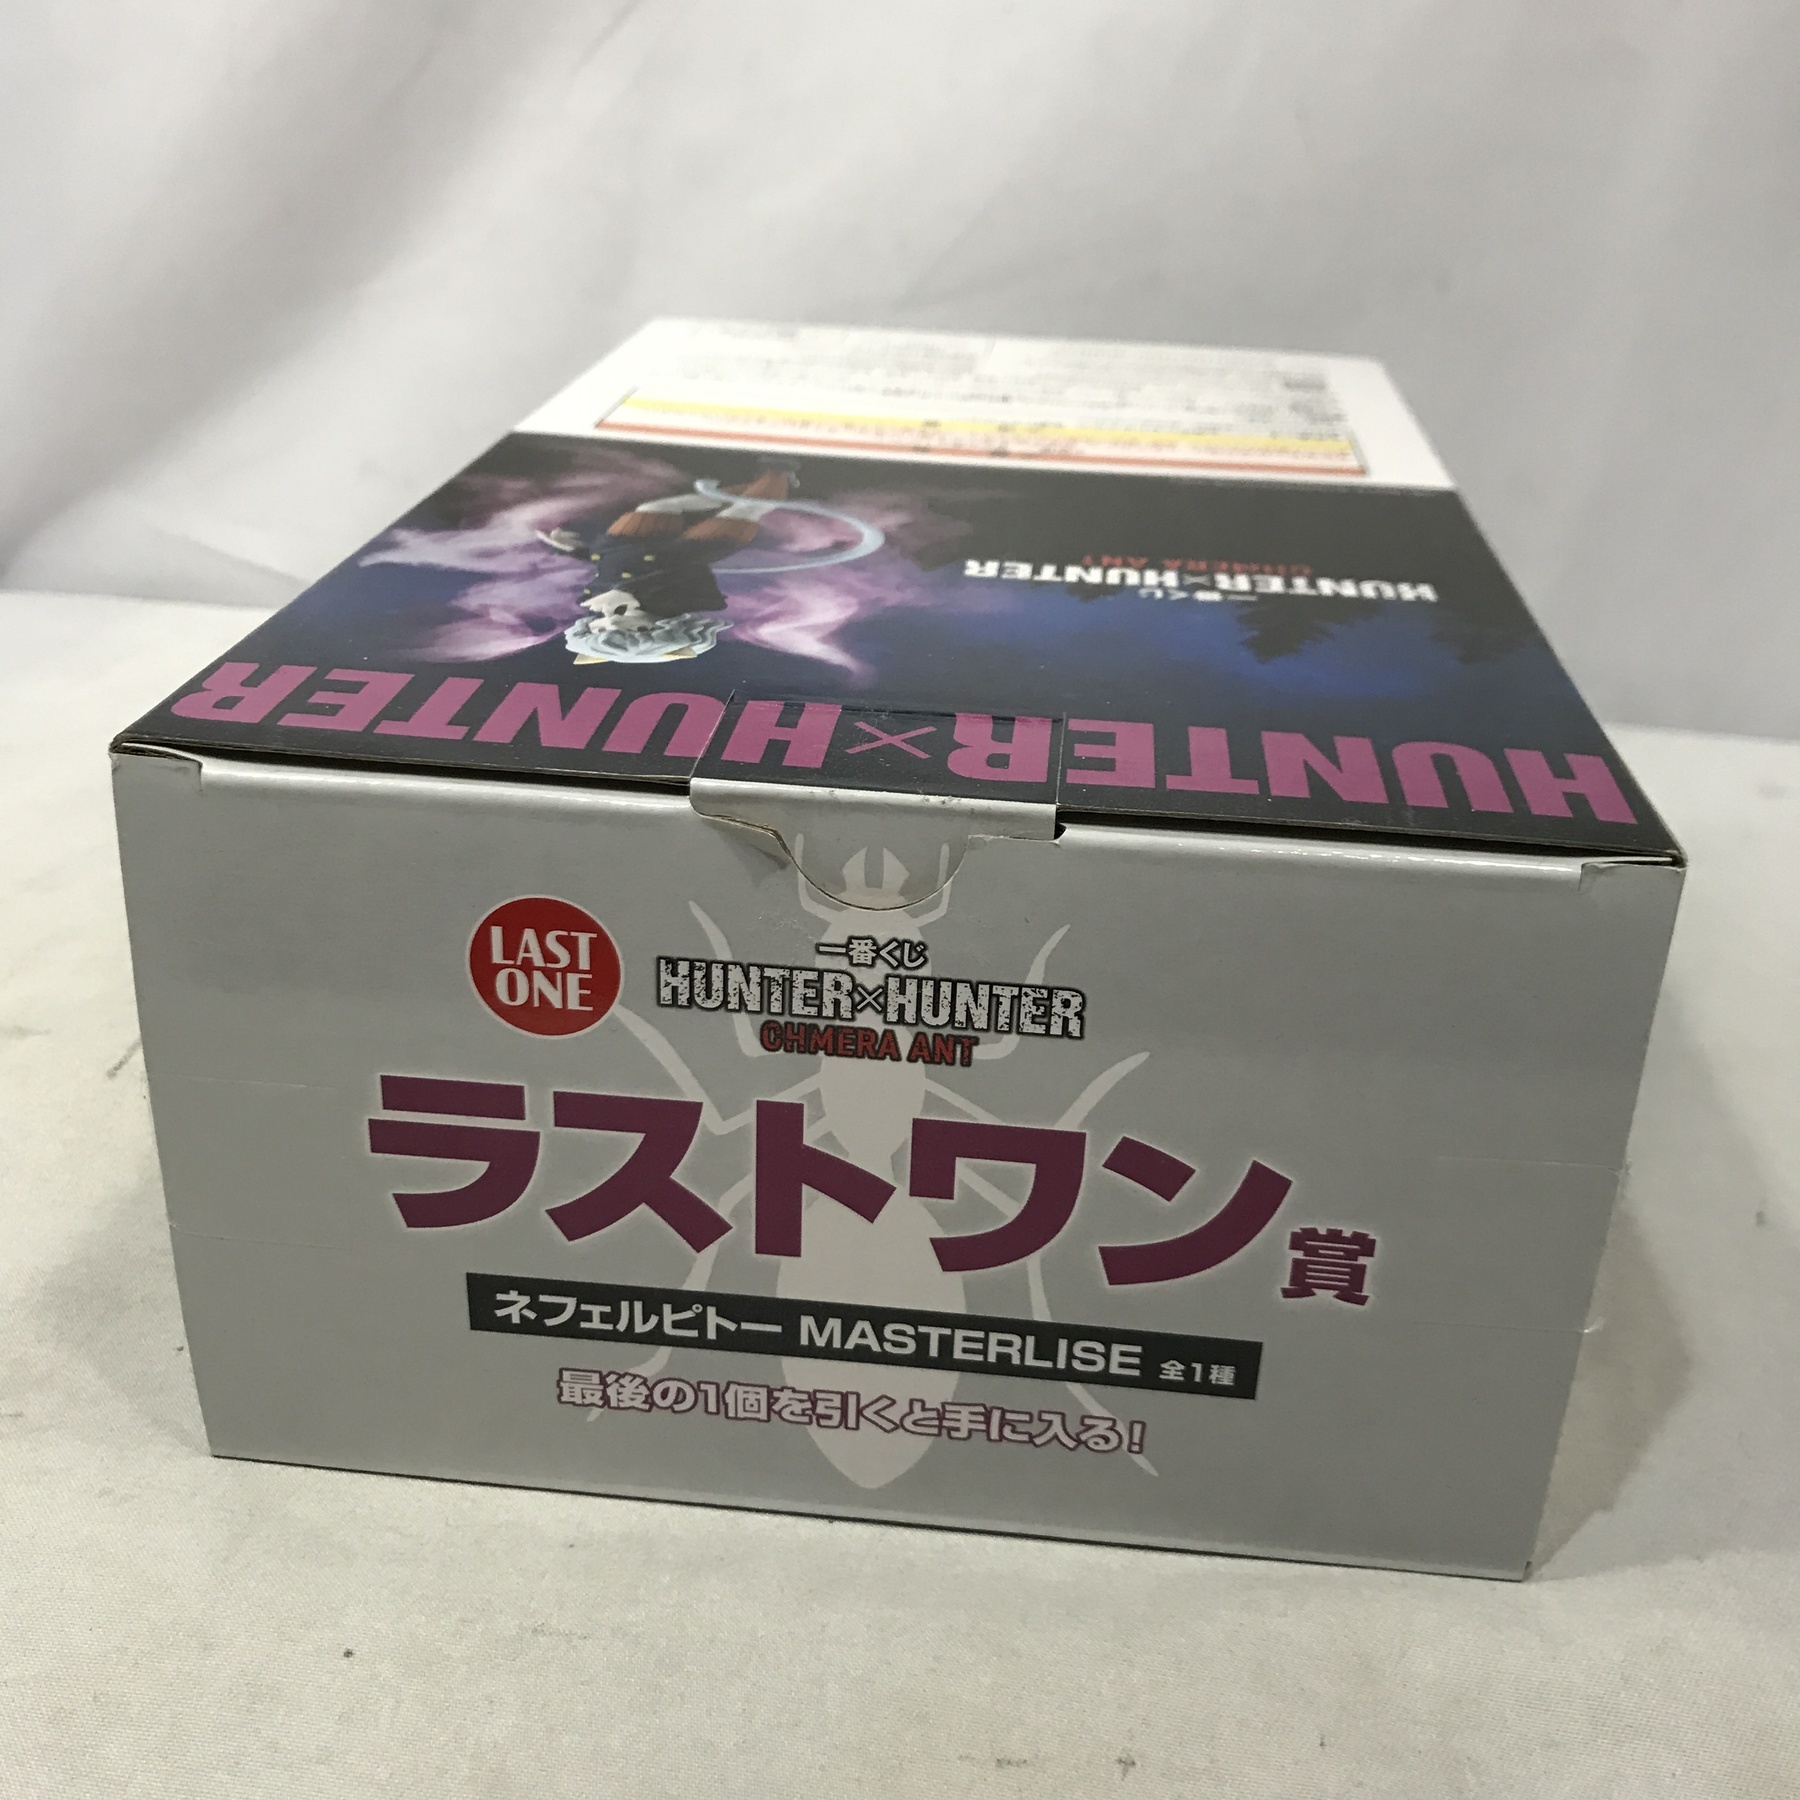 一番くじ
HUNTER×HUNTER
CHMERA ANT
HUNTER×HUNTER
LAST
ONE
一番くじ
HUNTER×HUNTER
CHMERA ANT
ラストワン賞
ネフェルピトー MASTERLISE 全1種
最後の1個を引くと手に入る!